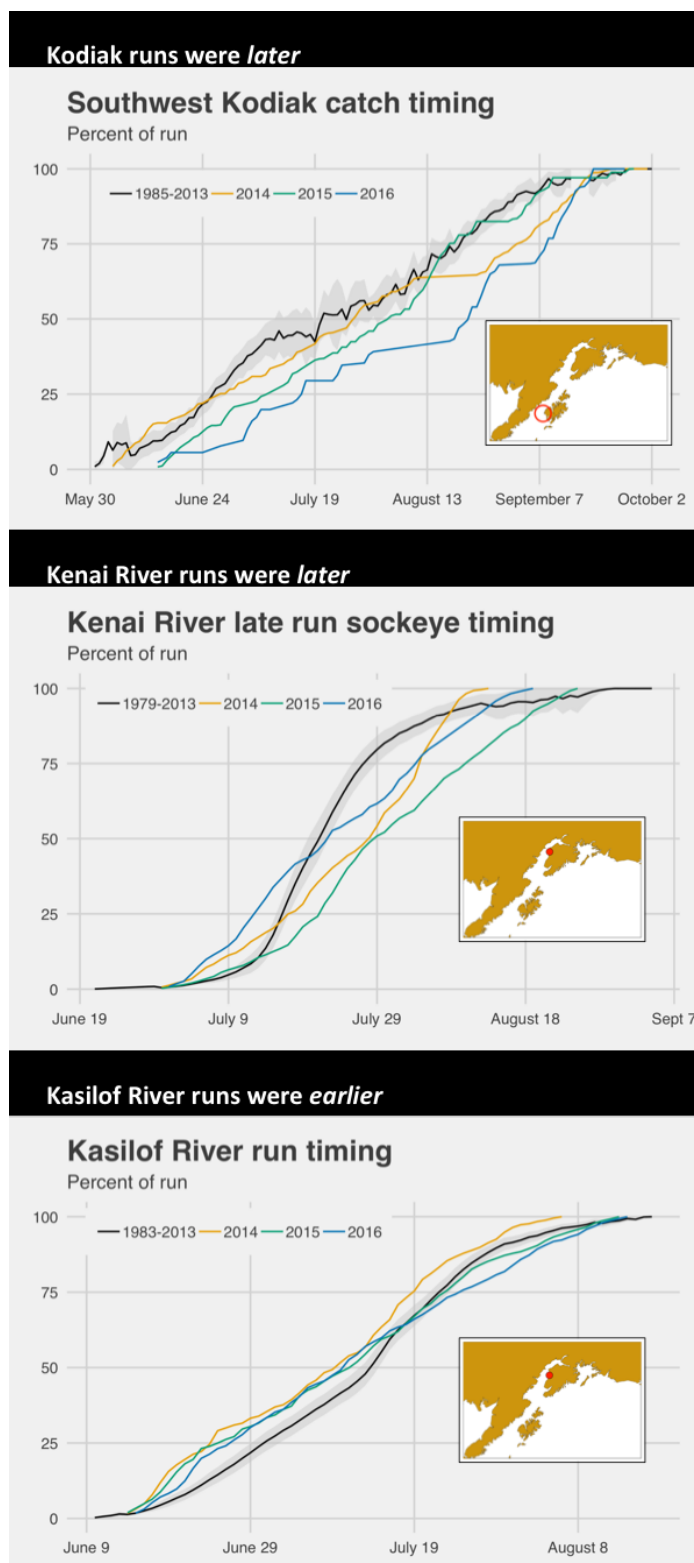 Kodiak runs were later
Southwest Kodiak catch timing
Percent of run
100
1985-2013 2014 2015 2016
75
50
25
0
May 30 June 24 July 19 August 13 September 7 October 2
Kenai River runs were later
Kenai River late run sockeye timing
Percent of run
100
1979-2013 2014 2015 2016
75
50
25
0
June 19 July 9 July 29 August 18 Sept 7
Kasilof River runs were earlier
Kasilof River run timing
Percent of run
100
1983-2013 2014 2015 2016
75
50
25
0
June 9 June 29 July 19 August 8